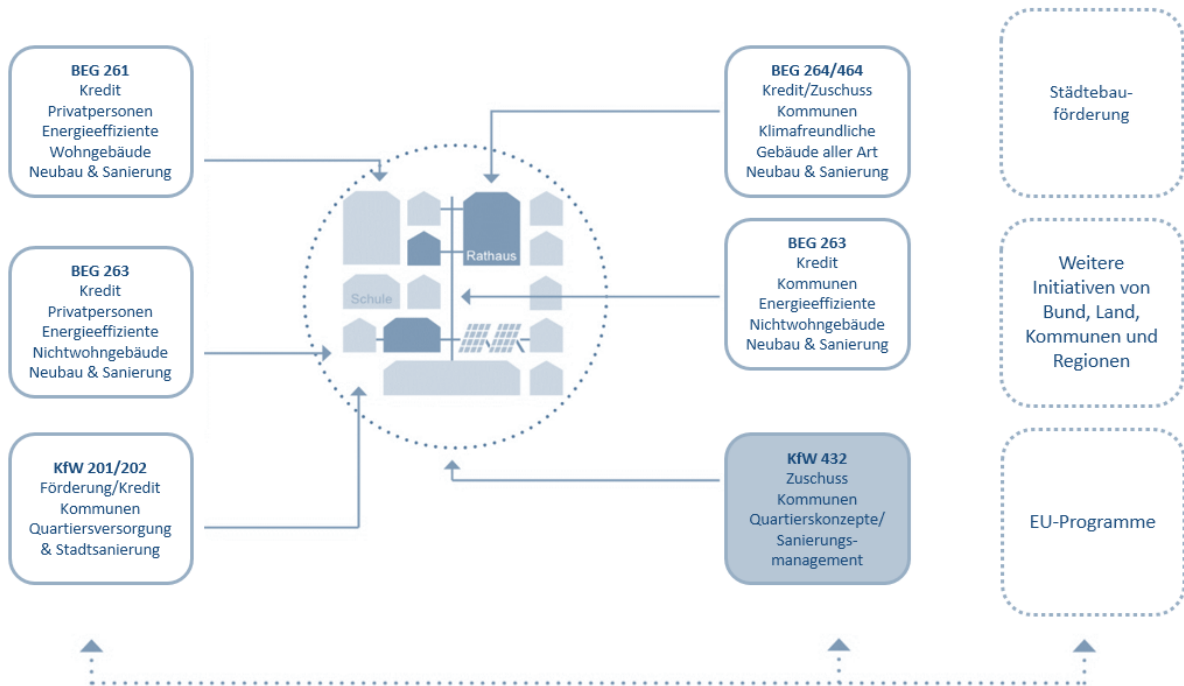 BEG 261
Kredit
Privatpersonen
Energieeffiziente
Wohngebäude
Neubau & Sanierung
BEG 263
Kredit
Privatpersonen
Energieeffiziente
Nichtwohngebäude
Neubau & Sanierung
KfW 201/202
Förderung/Kredit
Kommunen
Quartiersversorgung
& Stadtsanierung
Rathaus
Schule
BEG 264/464
Kredit/Zuschuss
Kommunen
Klimafreundliche
Gebäude aller Art
Neubau & Sanierung
BEG 263
Kredit
Kommunen
Energieeffiziente
Nichtwohngebäude
Neubau & Sanierung
KfW 432
Zuschuss
Kommunen
Quartierskonzepte/
Sanierungs-
management
Städtebau-
förderung
Weitere
Initiativen von
Bund, Land,
Kommunen und
Regionen
EU-Programme